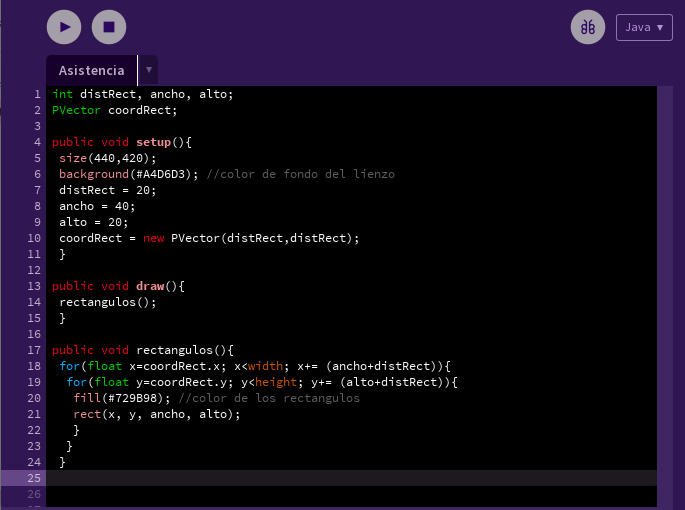 Java ▾
Asistencia ▾
1 int distRect, ancho, alto;
2 PVector coordRect;
3
4 public void setup(){
5 size(440,420);
6 background(#A4D6D3); //color de fondo del lienzo
7 distRect = 20;
8 ancho = 40;
9 alto = 20;
10 coordRect = new PVector(distRect,distRect);
11 }
12
13 public void draw(){
14 rectangulos();
15 }
16
17 public void rectangulos(){
18 for(float x=coordRect.x; x<width; x+= (ancho+distRect)){
19 for(float y=coordRect.y; y<height; y+= (alto+distRect)){
20 fill(#729B98); //color de los rectangulos
21 rect(x, y, ancho, alto);
22 }
23 }
24 }
25
26